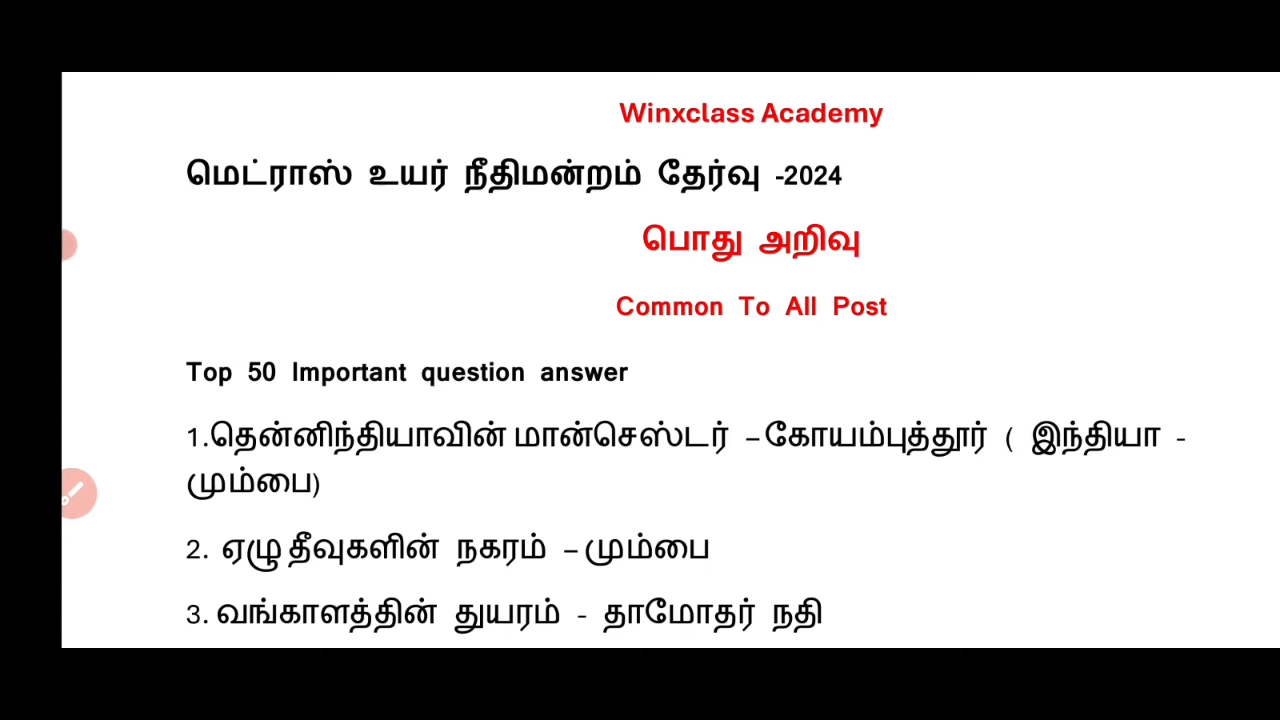 Winxclass Academy
மெட்ராஸ் உயர் நீதிமன்றம் தேர்வு -2024
பொது அறிவு
Common To All Post
Top 50 Important question answer
1.தென்னிந்தியாவின் மான்செஸ்டர் – கோயம்புத்தூர் ( இந்தியா -
மும்பை)
2. ஏழு தீவுகளின் நகரம் – மும்பை
3. வங்காளத்தின் துயரம் - தாமோதர் நதி